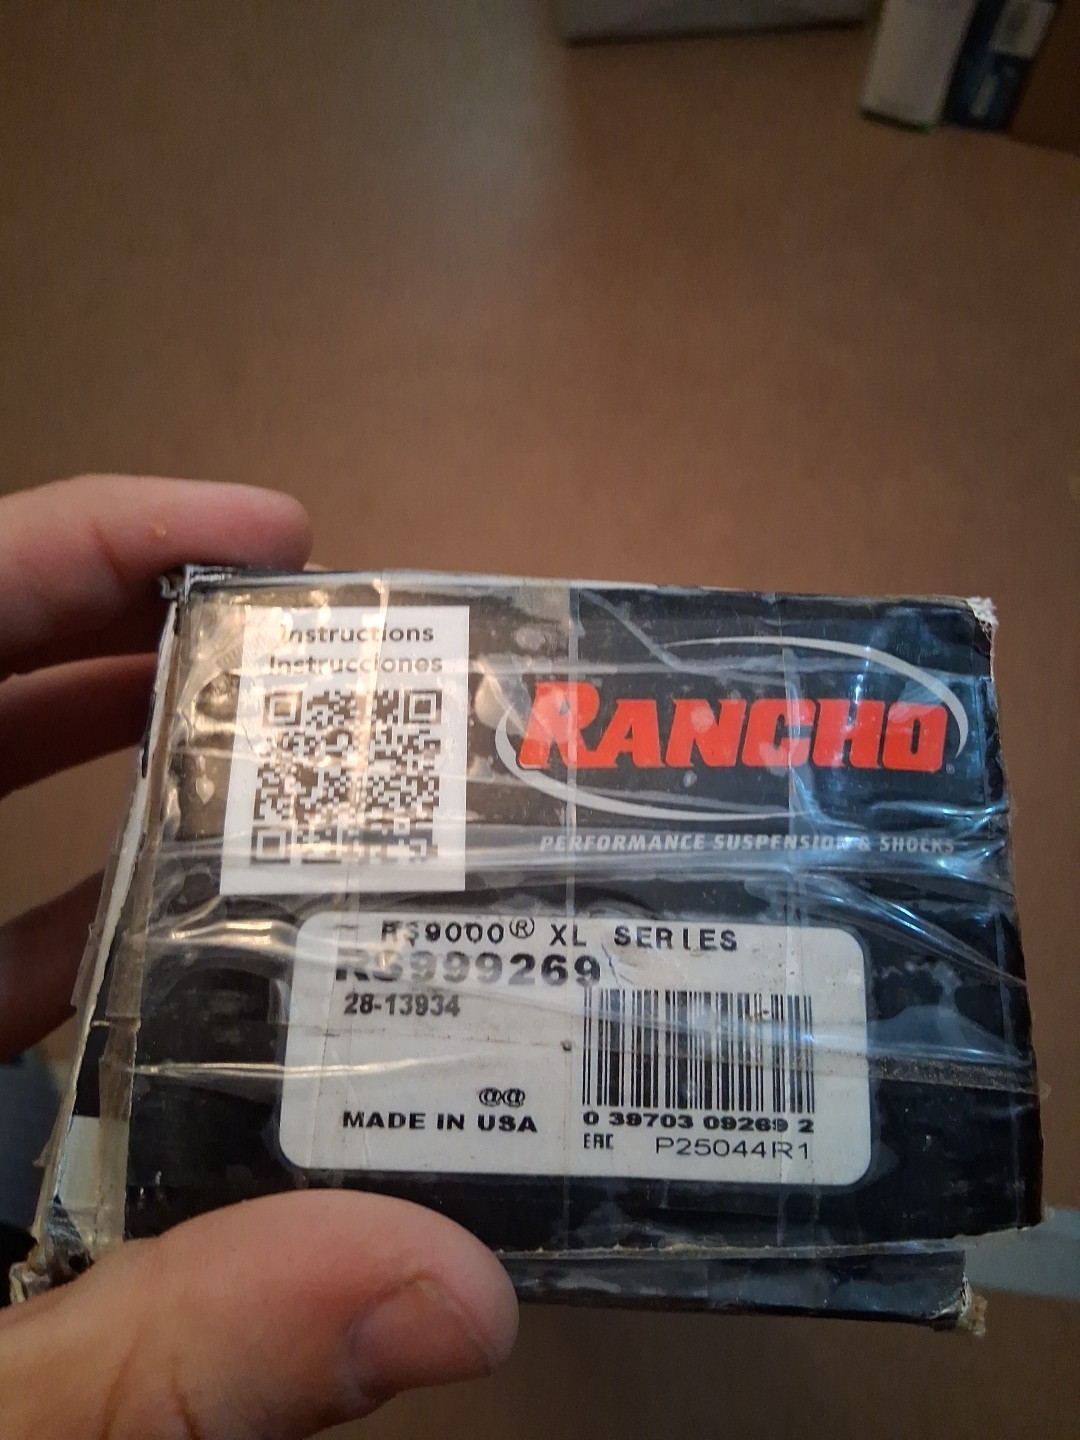 Instructions
Instrucciones
RANCHO®
PERFORMANCE SUSPENSION & SHOCKS
RS9000® XL SERIES
RS999269
28-13934
@@
MADE IN USA
0 39703 09269 2
EAC P25044R1